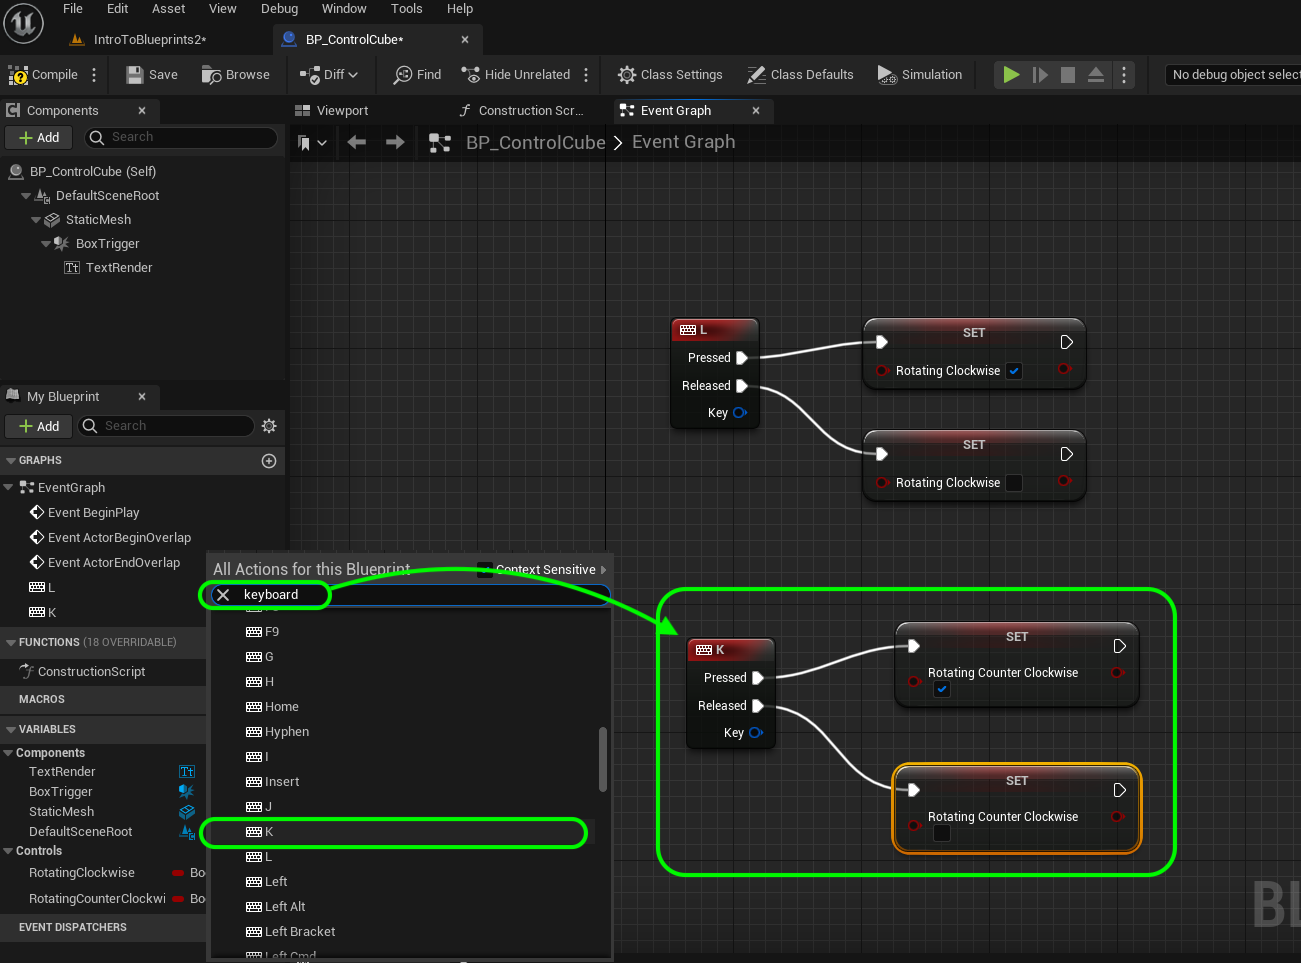 File Edit Asset View Debug Window Tools Help
IntroToBlueprints2* BP_ControlCube*
Compile Save Browse Diff Find Hide Unrelated Class Settings Class Defaults Simulation No debug object select
Components Viewport Construction Scr... Event Graph
Add Search BP_ControlCube > Event Graph
BP_ControlCube (Self)
DefaultSceneRoot
StaticMesh
BoxTrigger
TextRender
L
Pressed
Released
Key
SET
Rotating Clockwise
SET
Rotating Clockwise
My Blueprint
Add Search
GRAPHS
EventGraph
Event BeginPlay
Event ActorBeginOverlap
Event ActorEndOverlap
L
K
FUNCTIONS (18 OVERRIDABLE)
ConstructionScript
MACROS
VARIABLES
Components
TextRender
BoxTrigger
StaticMesh
DefaultSceneRoot
Controls
RotatingClockwise Bo
RotatingCounterClockwi Bo
EVENT DISPATCHERS
All Actions for this Blueprint Context Sensitive
keyboard
F9
G
H
Home
Hyphen
I
Insert
J
K
L
Left
Left Alt
Left Bracket
Left Cmd
K
Pressed
Released
Key
SET
Rotating Counter Clockwise
SET
Rotating Counter Clockwise
BL